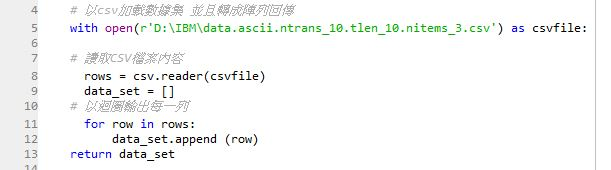 4 # 以csv加載數據集 並且轉成陣列回傳
5 with open(r'D:\IBM\data.ascii.ntrans_10.tlen_10.nitems_3.csv') as csvfile:
6
7 # 讀取CSV檔案內容
8 rows = csv.reader(csvfile)
9 data_set = []
10 # 以迴圈輸出每一列
11 for row in rows:
12 data_set.append (row)
13 return data_set
14